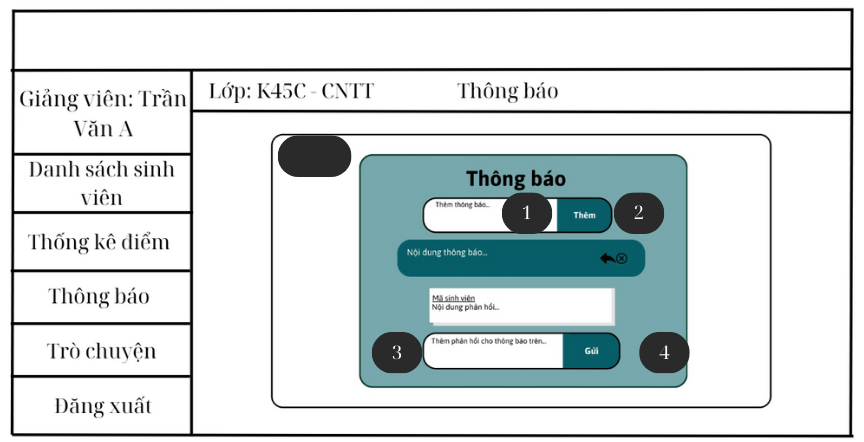 Giảng viên: Trần
Văn A
Lớp: K45C - CNTT
Thông báo
Danh sách sinh
viên
Thống kê điểm
Thông báo
Trò chuyện
Đăng xuất
Thông báo
Thêm thông báo...
1
Thêm
2
Nội dung thông báo...
Mã sinh viên
Nội dung phản hồi...
3
Thêm phản hồi cho thông báo trên...
Gửi
4